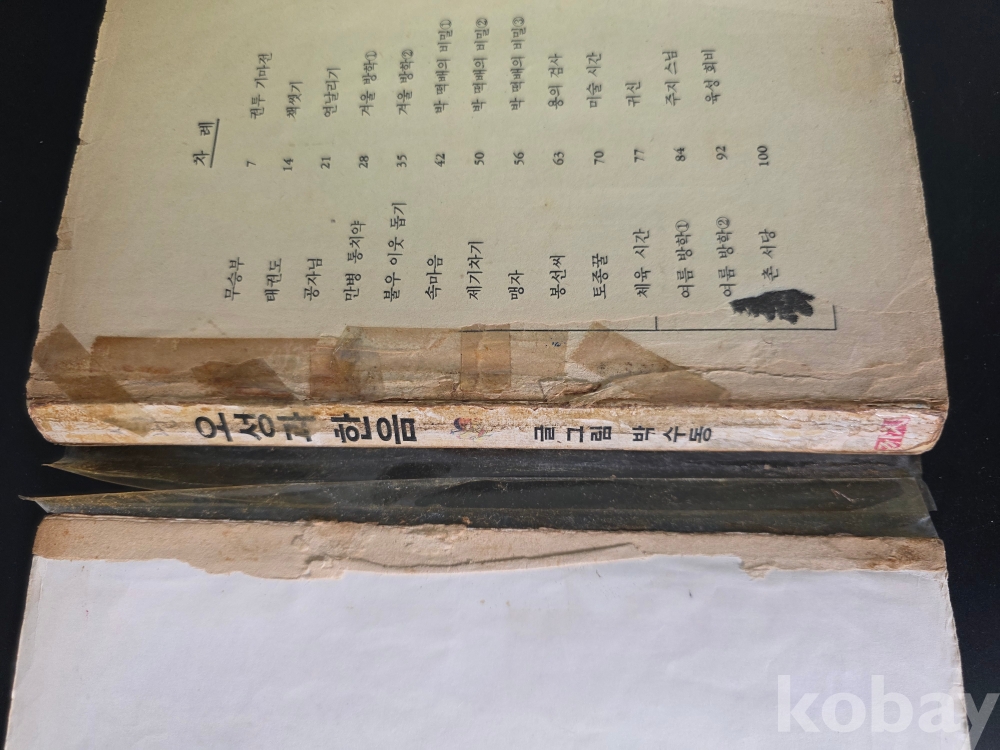 차 례
무승부 7 권투 기마전
태권도 14 책씻기
공자님 21 연날리기
만병 통치약 28 겨울 방학①
불우 이웃 돕기 35 겨울 방학②
속마음 42 박 떡배의 비밀①
제기차기 50 박 떡배의 비밀②
맹자 56 박 떡배의 비밀③
봉선씨 63 용의 검사
토종꿀 70 미술 시간
체육 시간 77 귀신
여름 방학① 84 주지 스님
여름 방학② 92 육성 회비
촌 서당 100
오성과 한음 글 그림 박수동
kobay